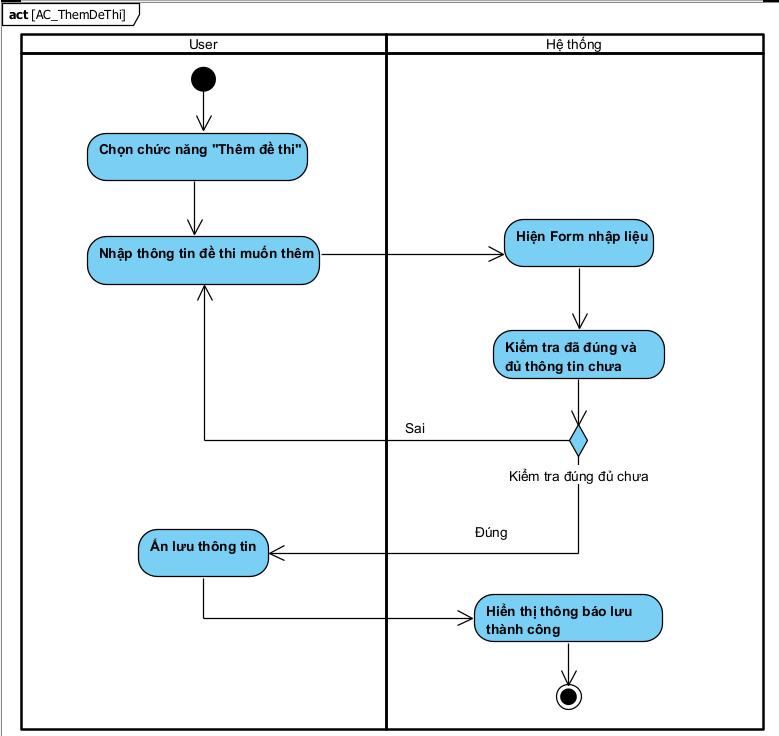 act [AC_ThemDeThi]
User
Hệ thống
Chọn chức năng "Thêm đề thi"
Nhập thông tin đề thi muốn thêm
Hiện Form nhập liệu
Kiểm tra đã đúng và
đủ thông tin chưa
Sai
Kiểm tra đúng đủ chưa
Đúng
Ấn lưu thông tin
Hiển thị thông báo lưu
thành công